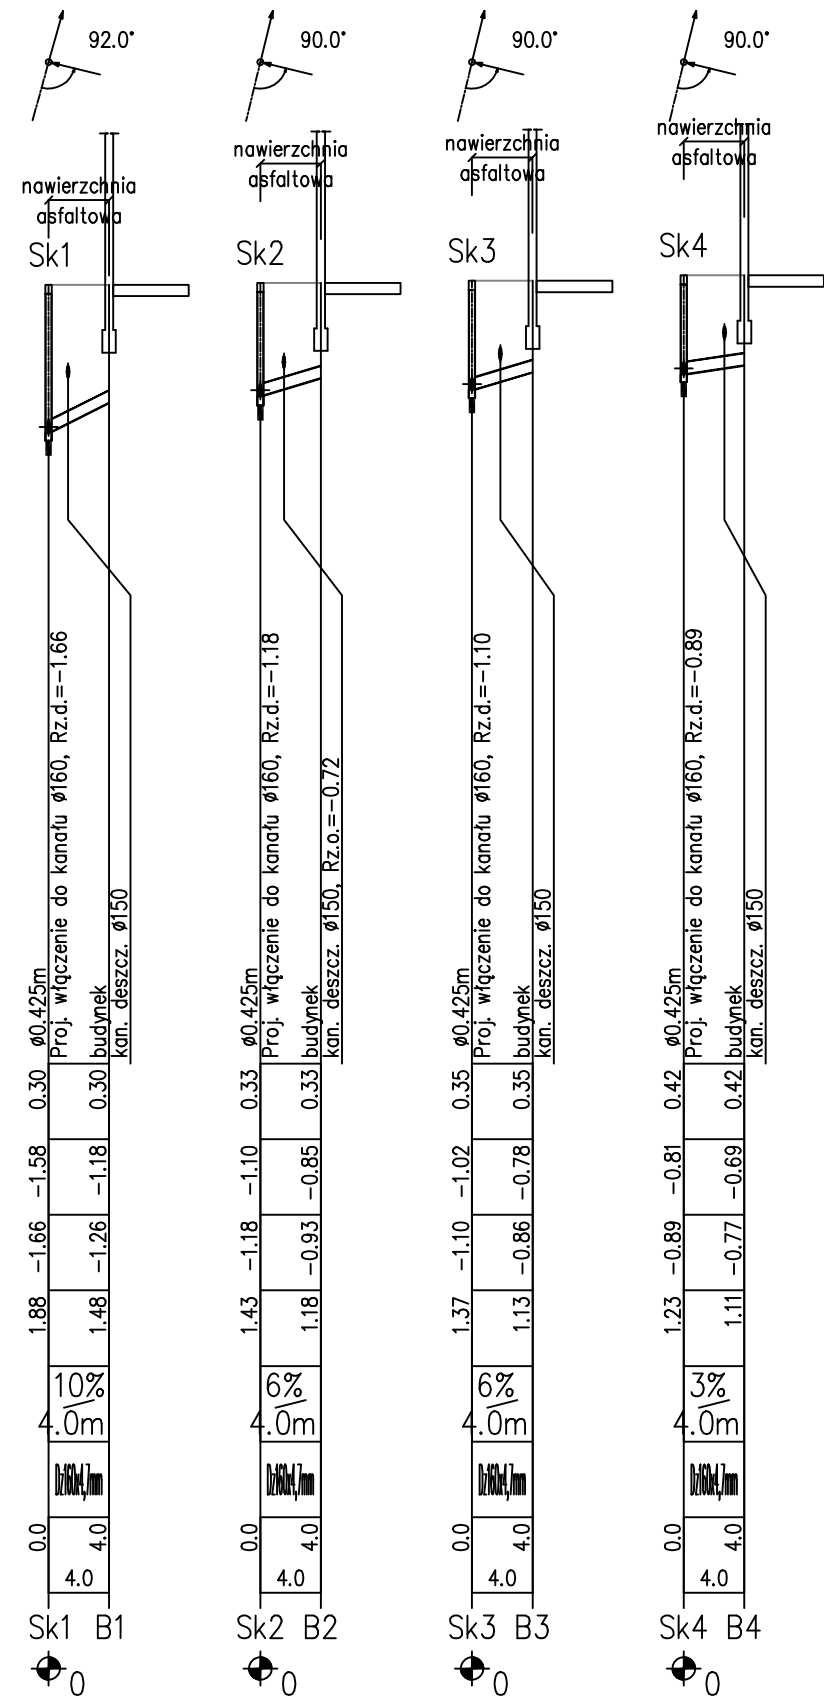 92.0°
nawierzchnia
asfaltowa
Sk1
Proj. włączenie do kanału ø160, Rz.d.=-1.66
ø0.425m
budynek
kan. deszcz. ø150
0.30
0.30
-1.58
-1.18
-1.66
-1.26
1.88
1.48
10%
4.0m
Dz160x4,7mm
0.0
4.0
4.0
Sk1 B1
0
90.0°
nawierzchnia
asfaltowa
Sk2
Proj. włączenie do kanału ø160, Rz.d.=-1.18
ø0.425m
budynek
kan. deszcz. ø150, Rz.o.=-0.72
0.33
0.33
-1.10
-0.85
-1.18
-0.93
1.43
1.18
6%
4.0m
Dz160x4,7mm
0.0
4.0
4.0
Sk2 B2
0
90.0°
nawierzchnia
asfaltowa
Sk3
Proj. włączenie do kanału ø160, Rz.d.=-1.10
ø0.425m
budynek
kan. deszcz. ø150
0.35
0.35
-1.02
-0.78
-1.10
-0.86
1.37
1.13
6%
4.0m
Dz160x4,7mm
0.0
4.0
4.0
Sk3 B3
0
90.0°
nawierzchnia
asfaltowa
Sk4
Proj. włączenie do kanału ø160, Rz.d.=-0.89
ø0.425m
budynek
kan. deszcz. ø150
0.42
0.42
-0.81
-0.69
-0.89
-0.77
1.23
1.11
3%
4.0m
Dz160x4,7mm
0.0
4.0
4.0
Sk4 B4
0